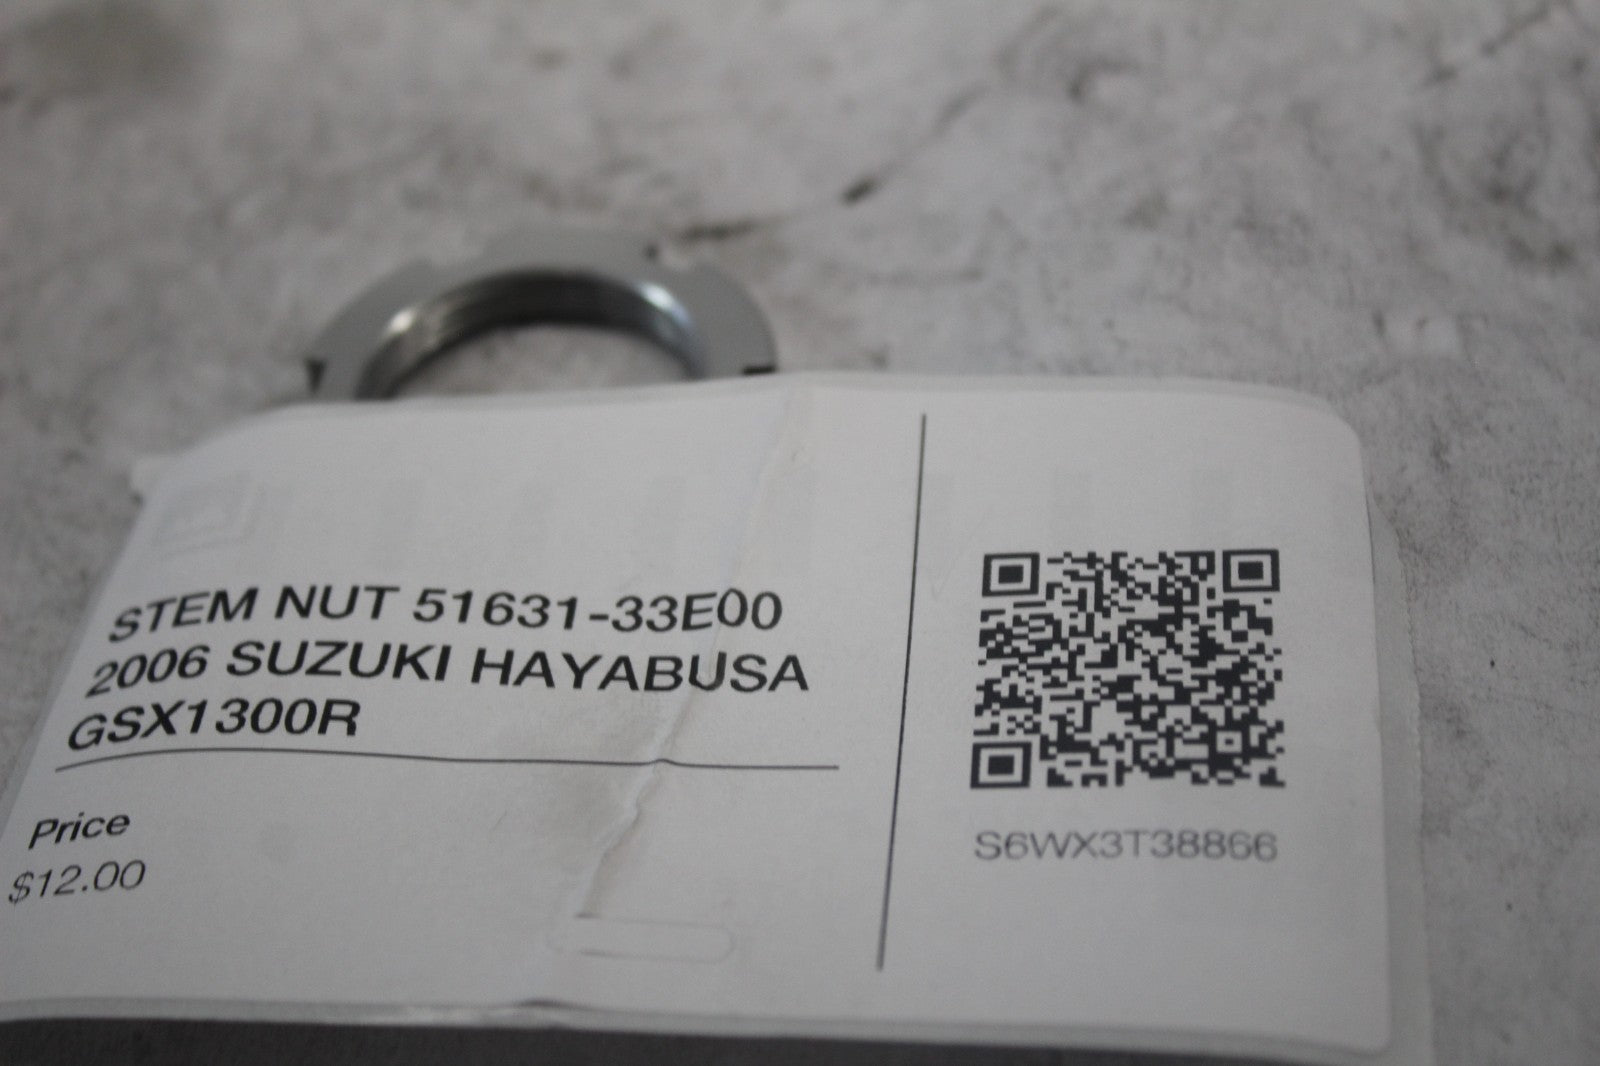 STEM NUT 51631-33E00
2006 SUZUKI HAYABUSA
GSX1300R
Price
$12.00
S6WX3T38866